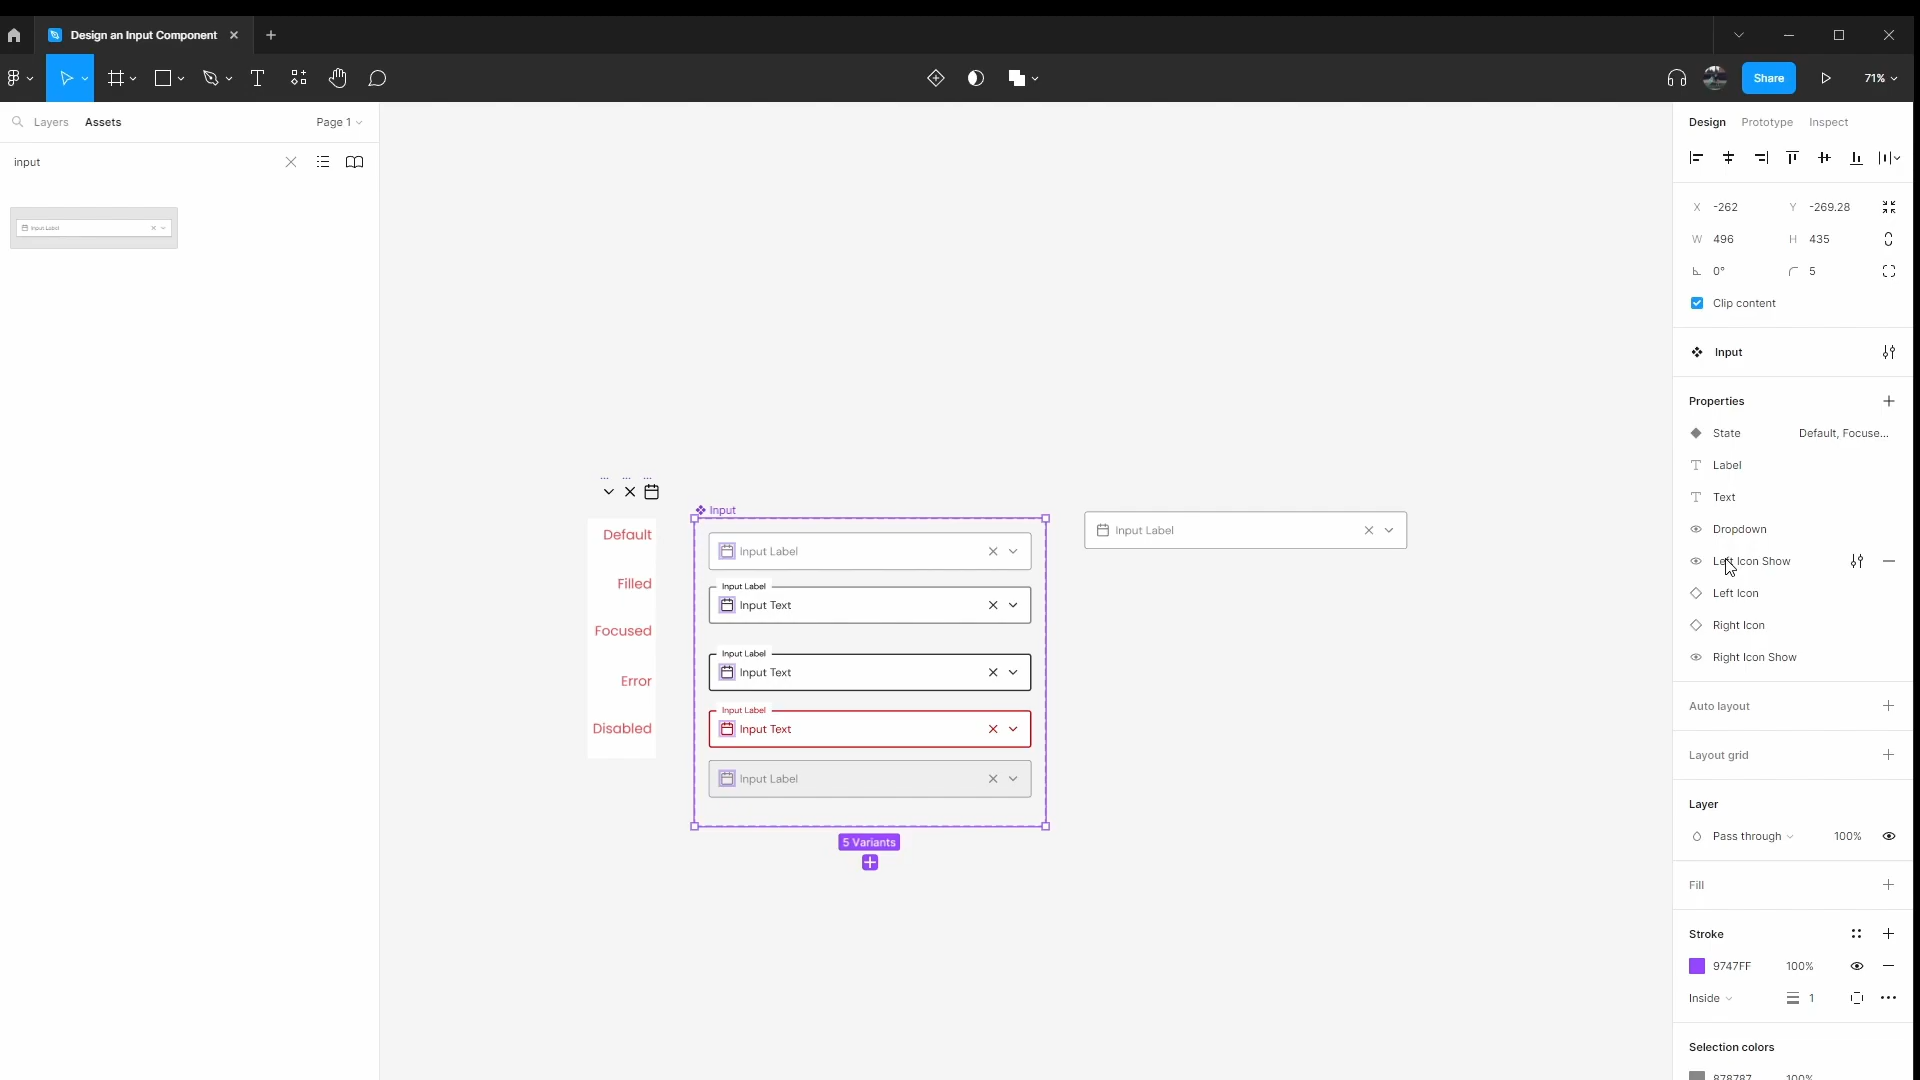 Design an Input Component
Share
71%
Layers
Assets
Page 1
input
Input Label
Design
Prototype
Inspect
X -262
Y -269.28
W 496
H 435
0°
5
Clip content
Input
Properties
State
Default, Focuse...
Label
Text
Dropdown
Left Icon Show
Left Icon
Right Icon
Right Icon Show
Auto layout
Layout grid
Layer
Pass through
100%
Fill
Stroke
9747FF
100%
Inside
1
Selection colors
878787
100%
... ... ...
Default
Filled
Focused
Error
Disabled
Input
Input Label
Input Label
Input Text
Input Label
Input Text
Input Label
Input Text
Input Label
5 Variants
Input Label